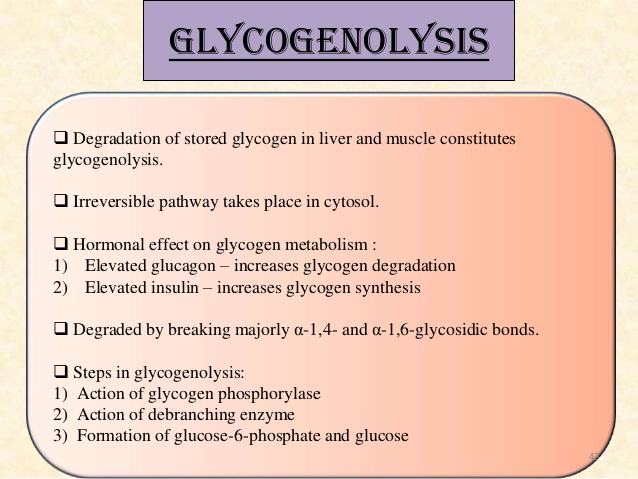 GLYCOGENOLYSIS
❑ Degradation of stored glycogen in liver and muscle constitutes
glycogenolysis.
❑ Irreversible pathway takes place in cytosol.
❑ Hormonal effect on glycogen metabolism :
1) Elevated glucagon – increases glycogen degradation
2) Elevated insulin – increases glycogen synthesis
❑ Degraded by breaking majorly α-1,4- and α-1,6-glycosidic bonds.
❑ Steps in glycogenolysis:
1) Action of glycogen phosphorylase
2) Action of debranching enzyme
3) Formation of glucose-6-phosphate and glucose